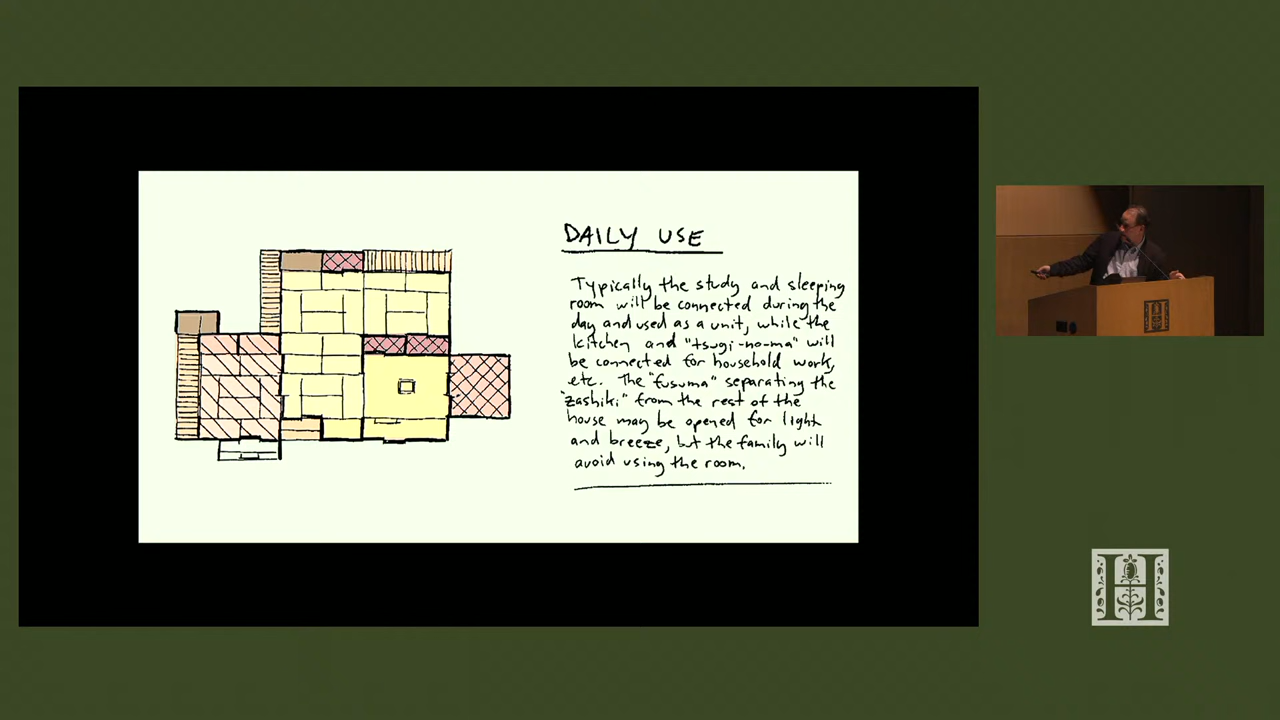 DAILY USE
Typically the study and sleeping
room will be connected during the
day and used as a unit, while the
kitchen and "tsugi-no-ma" will
be connected for household work,
etc. The "fusuma" separating the
"zashiki" from the rest of the
house may be opened for light
and breeze, but the family will
avoid using the room.
H